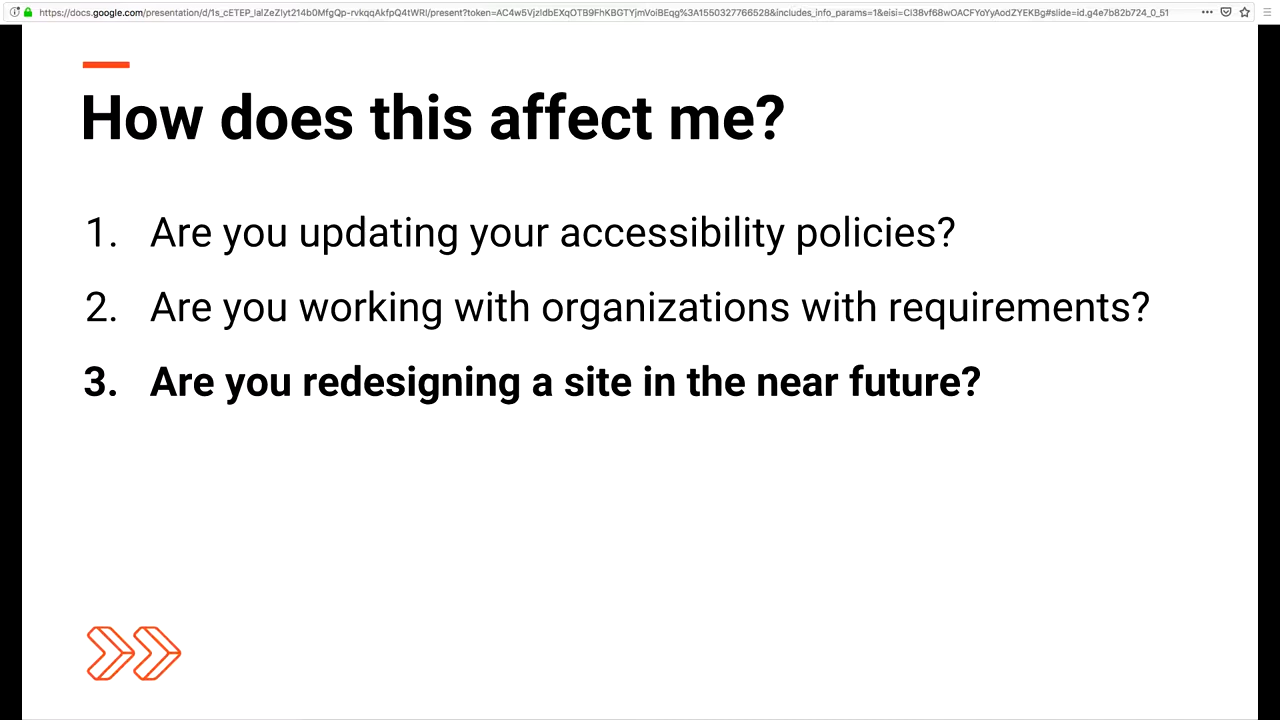 How does this affect me?
1. Are you updating your accessibility policies?
2. Are you working with organizations with requirements?
3. Are you redesigning a site in the near future?